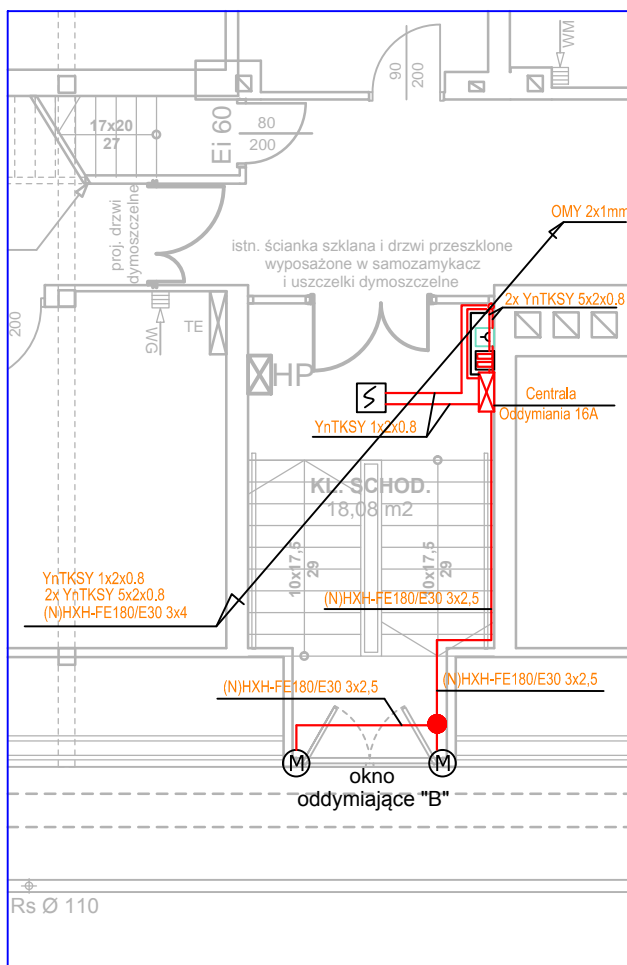 WM
90
200
17x20
27
Ei 60
80
200
OMY 2x1mm
proj. drzwi
dymoszczelne
istn. ścianka szklana i drzwi przeszklone
wyposażone w samozamykacz
i uszczelki dymoszczelne
2x YnTKSY 5x2x0.8
200
WG
TE
HP
Centrala
Oddymiania 16A
YnTKSY 1x2x0.8
KL. SCHOD.
18,08 m2
10x17,5
29
10x17,5
29
YnTKSY 1x2x0.8
2x YnTKSY 5x2x0.8
(N)HXH-FE180/E30 3x4
(N)HXH-FE180/E30 3x2,5
(N)HXH-FE180/E30 3x2,5
(N)HXH-FE180/E30 3x2,5
M
M
okno
oddymiające "B"
Rs Ø 110